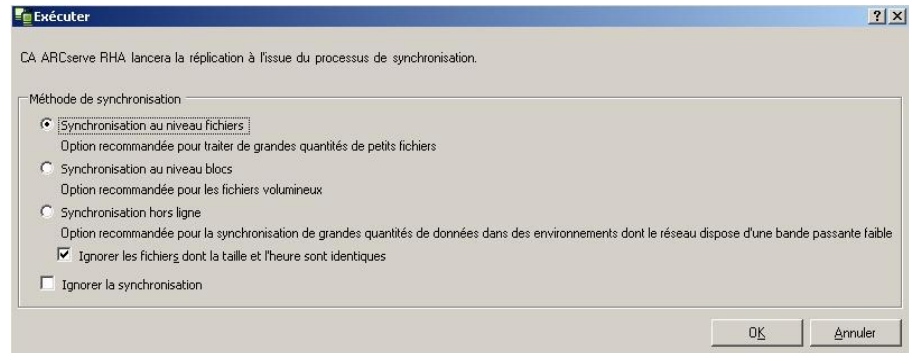 Exécuter
CA ARCserve RHA lancera la réplication à l'issue du processus de synchronisation.
Méthode de synchronisation
Synchronisation au niveau fichiers
Option recommandée pour traiter de grandes quantités de petits fichiers
Synchronisation au niveau blocs
Option recommandée pour les fichiers volumineux
Synchronisation hors ligne
Option recommandée pour la synchronisation de grandes quantités de données dans des environnements dont le réseau dispose d'une bande passante faible
Ignorer les fichiers dont la taille et l'heure sont identiques
Ignorer la synchronisation
OK Annuler